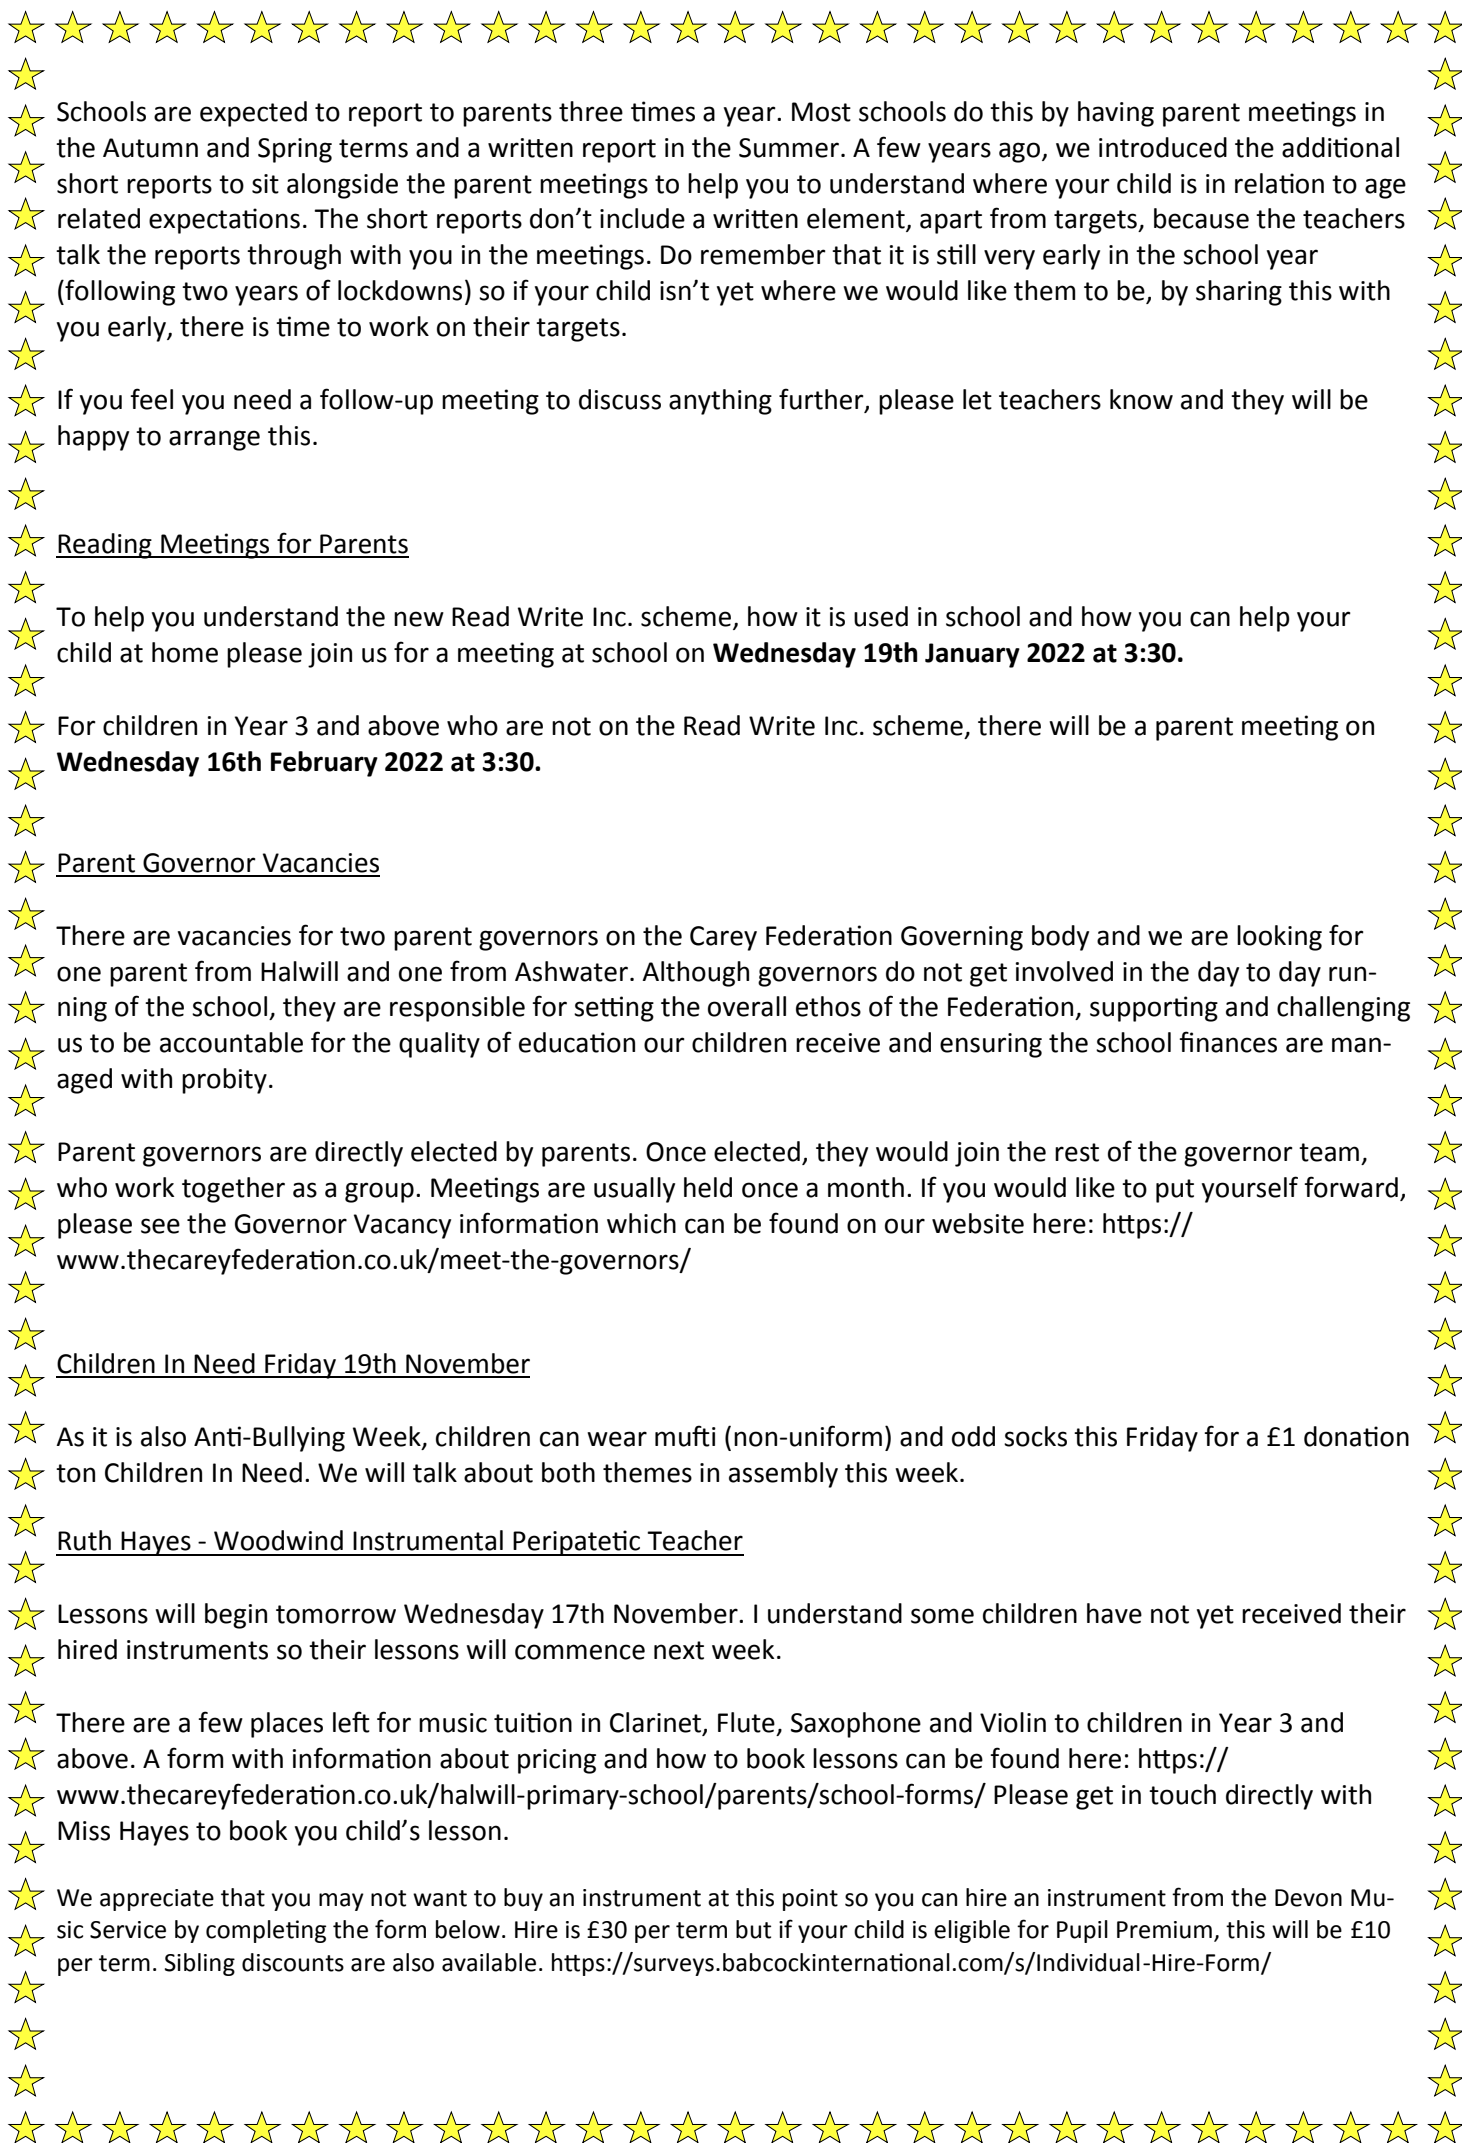 Schools are expected to report to parents three times a year. Most schools do this by having parent meetings in
the Autumn and Spring terms and a written report in the Summer. A few years ago, we introduced the additional
short reports to sit alongside the parent meetings to help you to understand where your child is in relation to age
related expectations. The short reports don’t include a written element, apart from targets, because the teachers
talk the reports through with you in the meetings. Do remember that it is still very early in the school year
(following two years of lockdowns) so if your child isn’t yet where we would like them to be, by sharing this with
you early, there is time to work on their targets.
If you feel you need a follow-up meeting to discuss anything further, please let teachers know and they will be
happy to arrange this.
Reading Meetings for Parents
To help you understand the new Read Write Inc. scheme, how it is used in school and how you can help your
child at home please join us for a meeting at school on Wednesday 19th January 2022 at 3:30.
For children in Year 3 and above who are not on the Read Write Inc. scheme, there will be a parent meeting on
Wednesday 16th February 2022 at 3:30.
Parent Governor Vacancies
There are vacancies for two parent governors on the Carey Federation Governing body and we are looking for
one parent from Halwill and one from Ashwater. Although governors do not get involved in the day to day run-
ning of the school, they are responsible for setting the overall ethos of the Federation, supporting and challenging
us to be accountable for the quality of education our children receive and ensuring the school finances are man-
aged with probity.
Parent governors are directly elected by parents. Once elected, they would join the rest of the governor team,
who work together as a group. Meetings are usually held once a month. If you would like to put yourself forward,
please see the Governor Vacancy information which can be found on our website here: https://
www.thecareyfederation.co.uk/meet-the-governors/
Children In Need Friday 19th November
As it is also Anti-Bullying Week, children can wear mufti (non-uniform) and odd socks this Friday for a £1 donation
ton Children In Need. We will talk about both themes in assembly this week.
Ruth Hayes - Woodwind Instrumental Peripatetic Teacher
Lessons will begin tomorrow Wednesday 17th November. I understand some children have not yet received their
hired instruments so their lessons will commence next week.
There are a few places left for music tuition in Clarinet, Flute, Saxophone and Violin to children in Year 3 and
above. A form with information about pricing and how to book lessons can be found here: https://
www.thecareyfederation.co.uk/halwill-primary-school/parents/school-forms/ Please get in touch directly with
Miss Hayes to book you child’s lesson.
We appreciate that you may not want to buy an instrument at this point so you can hire an instrument from the Devon Mu-
sic Service by completing the form below. Hire is £30 per term but if your child is eligible for Pupil Premium, this will be £10
per term. Sibling discounts are also available. https://surveys.babcockinternational.com/s/Individual-Hire-Form/